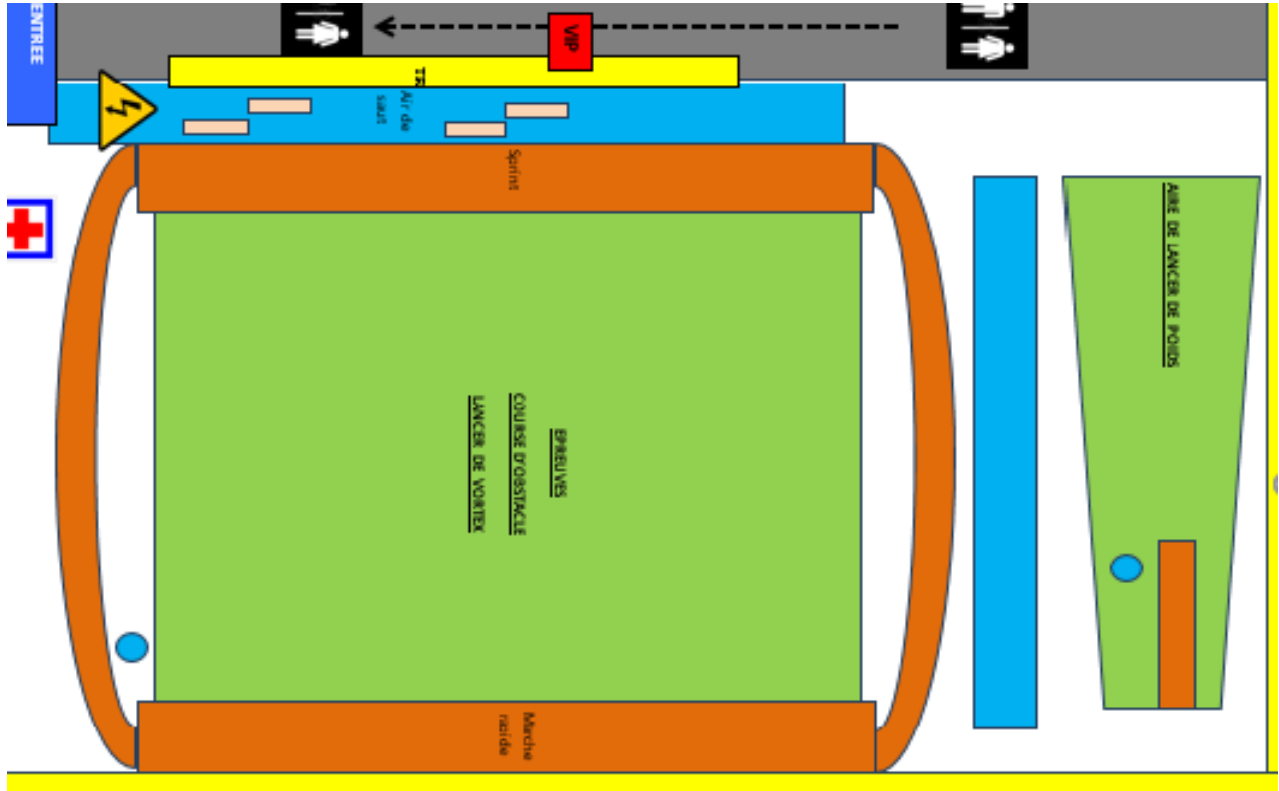 ENTREE
VIP
Air de
saut
Sprint
EPREUVES
COURSE D'OBSTACLE
LANCER DE VORTEX
Marche
rapide
AIRE DE LANCER DE POIDS